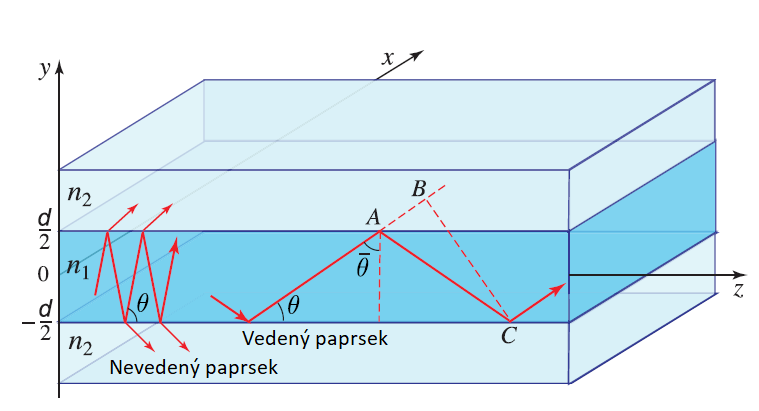 x
y
n2
B
d/2
A
0
n1
θ̄
θ
θ
z
-d/2
n2
Vedený paprsek
C
Nevedený paprsek